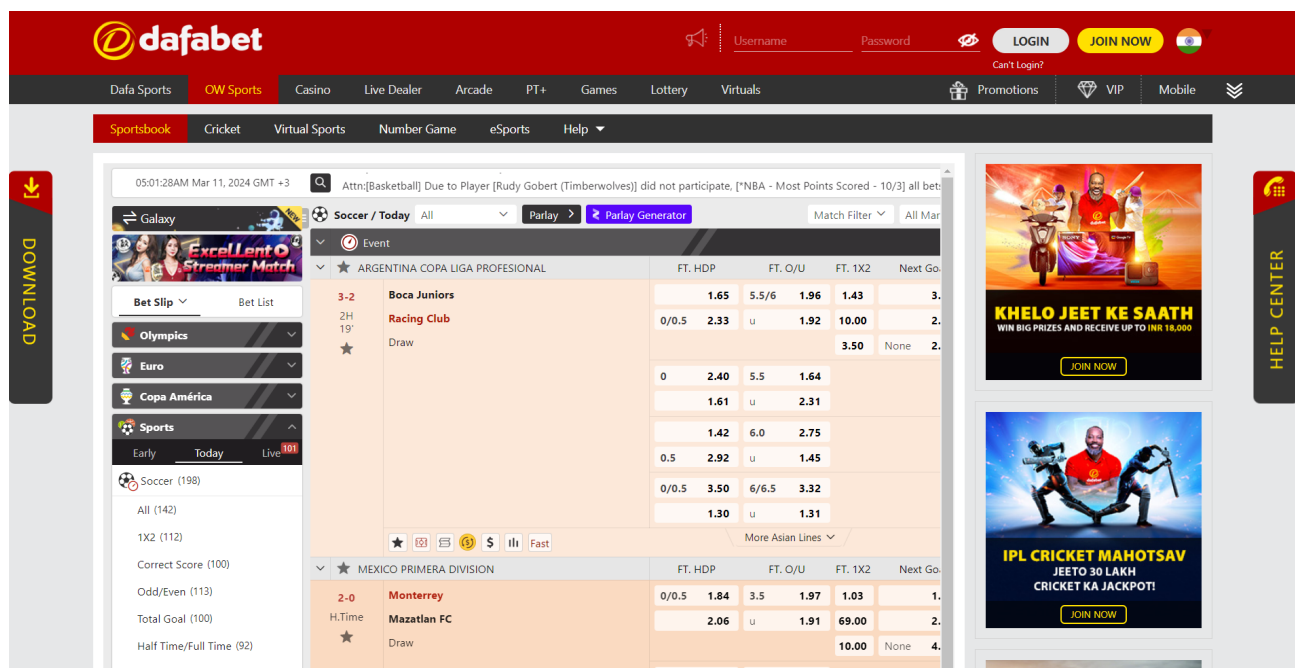 dafabet
Username
Password
LOGIN
JOIN NOW
Can't Login?
Dafa Sports
OW Sports
Casino
Live Dealer
Arcade
PT+
Games
Lottery
Virtuals
Promotions
VIP
Mobile
Sportsbook
Cricket
Virtual Sports
Number Game
eSports
Help
DOWNLOAD
05:01:28AM Mar 11, 2024 GMT +3
Attn:[Basketball] Due to Player [Rudy Gobert (Timberwolves)] did not participate, [*NBA - Most Points Scored - 10/3] all bet
Galaxy
NEW
Excellent
Streamer Match
Bet Slip
Bet List
Olympics
Euro
Copa América
Sports
Early
Today
Live 101
Soccer (198)
All (142)
1X2 (112)
Correct Score (100)
Odd/Even (113)
Total Goal (100)
Half Time/Full Time (92)
Soccer / Today All Parlay Parlay Generator Match Filter All Mar
Event
ARGENTINA COPA LIGA PROFESIONAL FT. HDP FT. O/U FT. 1X2 Next Go
3-2 Boca Juniors 1.65 5.5/6 1.96 1.43 3.
2H Racing Club 0/0.5 2.33 u 1.92 10.00 2.
19' Draw 3.50 None 2.
0 2.40 5.5 1.64
1.61 u 2.31
1.42 6.0 2.75
0.5 2.92 u 1.45
0/0.5 3.50 6/6.5 3.32
1.30 u 1.31
$ Fast More Asian Lines
MEXICO PRIMERA DIVISION FT. HDP FT. O/U FT. 1X2 Next Go
2-0 Monterrey 0/0.5 1.84 3.5 1.97 1.03 1.
H.Time Mazatlan FC 2.06 u 1.91 69.00 2.
Draw 10.00 None 4.
KHELO JEET KE SAATH
WIN BIG PRIZES AND RECEIVE UP TO INR 18,000
JOIN NOW
IPL CRICKET MAHOTSAV
JEETO 30 LAKH
CRICKET KA JACKPOT!
JOIN NOW
HELP CENTER